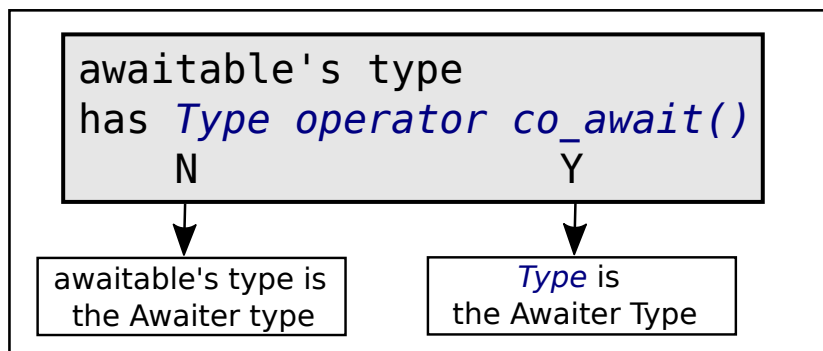 awaitable's type
has Type operator co_await()
N
Y
awaitable's type is
the Awaiter type
Type is
the Awaiter Type